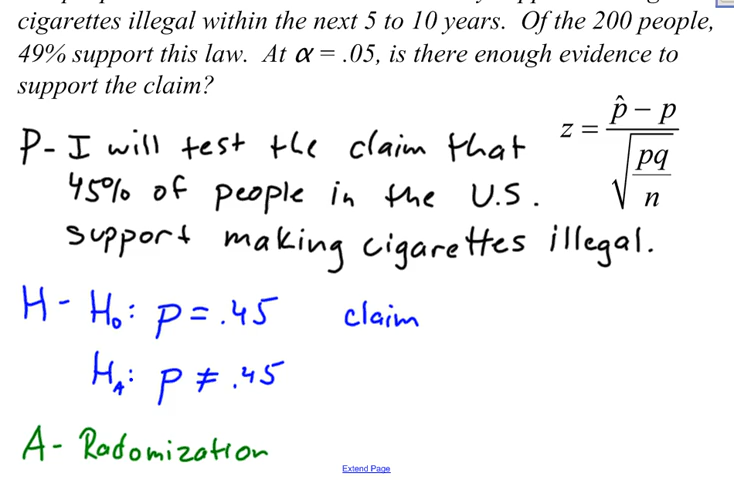 cigarettes illegal within the next 5 to 10 years. Of the 200 people,
49% support this law. At α = .05, is there enough evidence to
support the claim?
z = (p̂ − p) / √(pq/n)
P- I will test the claim that
45% of people in the U.S.
support making cigarettes illegal.
H- H₀: p = .45 claim
Hₐ: p ≠ .45
A- Radomization
Extend Page